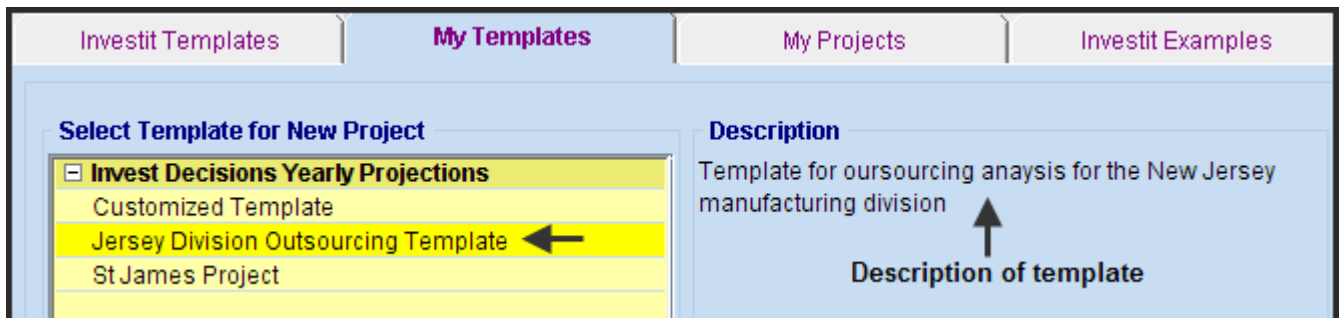 Investit Templates
My Templates
My Projects
Investit Examples
Select Template for New Project
Invest Decisions Yearly Projections
Customized Template
Jersey Division Outsourcing Template
St James Project
Description
Template for oursourcing anaysis for the New Jersey
manufacturing division
Description of template